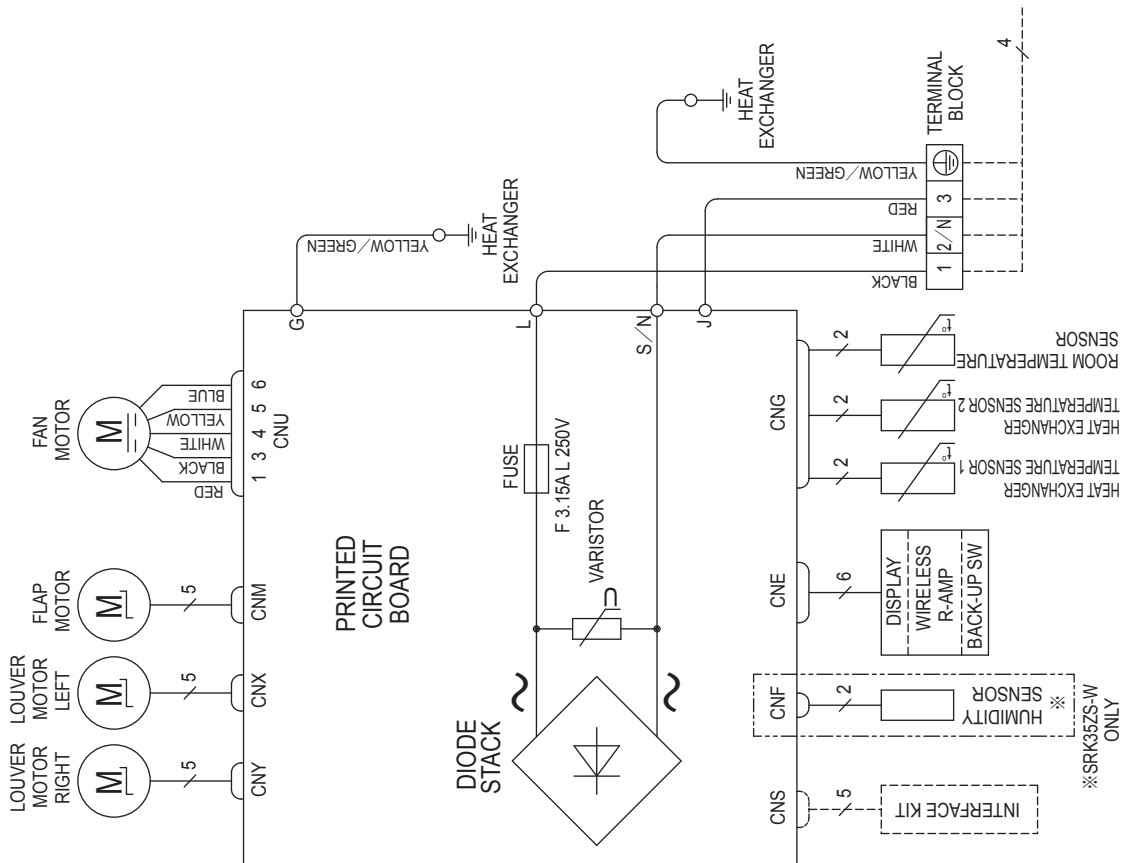 FAN
MOTOR
RED
BLACK
WHITE
YELLOW
BLUE
1 3 4 5 6
CNU
FLAP
MOTOR
M
5
CNM
LOUVER
MOTOR
LEFT
M
5
CNX
LOUVER
MOTOR
RIGHT
M
5
CNY
M
PRINTED
CIRCUIT
BOARD
G
YELLOW/GREEN
HEAT
EXCHANGER
L
S/N
J
FUSE
F 3.15A L 250V
VARISTOR
U
~
~
DIODE
STACK
YELLOW/GREEN
HEAT
EXCHANGER
RED
WHITE
BLACK
1 2/N 3
TERMINAL
BLOCK
4
CNG
2
t°
ROOM TEMPERATURE
SENSOR
2
t°
HEAT EXCHANGER
TEMPERATURE SENSOR 2
2
t°
HEAT EXCHANGER
TEMPERATURE SENSOR 1
CNE
6
DISPLAY
WIRELESS
R-AMP
BACK-UP SW
CNF
2
HUMIDITY
SENSOR
※
※SRK35ZS-W
ONLY
CNS
5
INTERFACE KIT